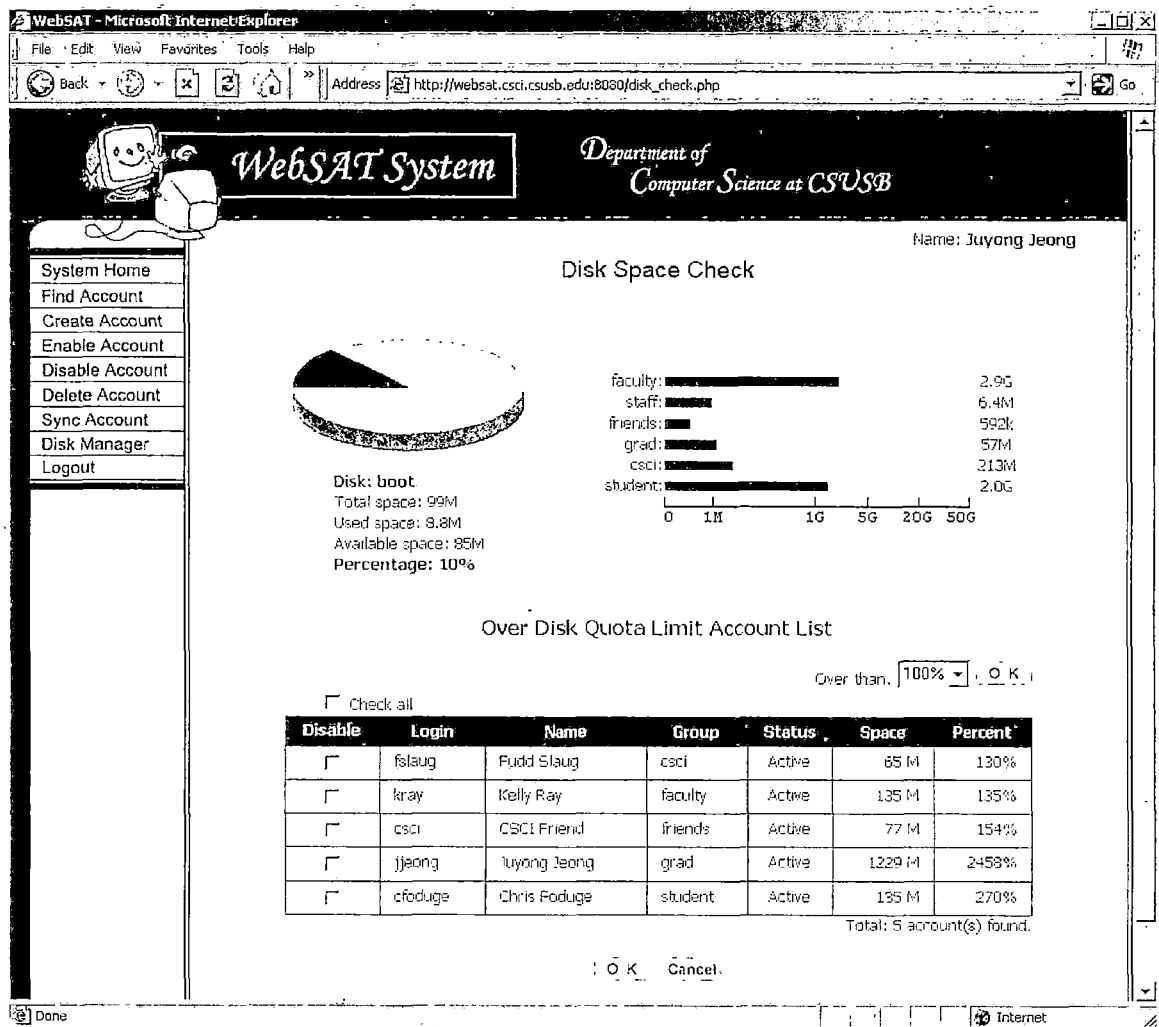 WebSAT - Microsoft Internet Explorer
File Edit View Favorites Tools Help
Back » Address http://websat.csci.csusb.edu:8080/disk_check.php Go
WebSAT System
Department of
Computer Science at CSUSB
Name: Juyong Jeong
System Home
Find Account
Create Account
Enable Account
Disable Account
Delete Account
Sync Account
Disk Manager
Logout
Disk Space Check
Disk: boot
Total space: 99M
Used space: 8.8M
Available space: 85M
Percentage: 10%
faculty: 2.9G
staff: 6.4M
friends: 592k
grad: 57M
csci: 213M
student: 2.0G
0 1M 1G 5G 20G 50G
Over Disk Quota Limit Account List
Over than. 100% O K
Check all
Disable Login Name Group Status Space Percent
fslaug Fudd Slaug csci Active 65 M 130%
kray Kelly Ray faculty Active 135 M 135%
csci CSCI Friend friends Active 77 M 154%
jjeong Juyong Jeong grad Active 1229 M 2458%
cfoduge Chris Foduge student Active 135 M 270%
Total: 5 account(s) found.
O K Cancel
Done Internet